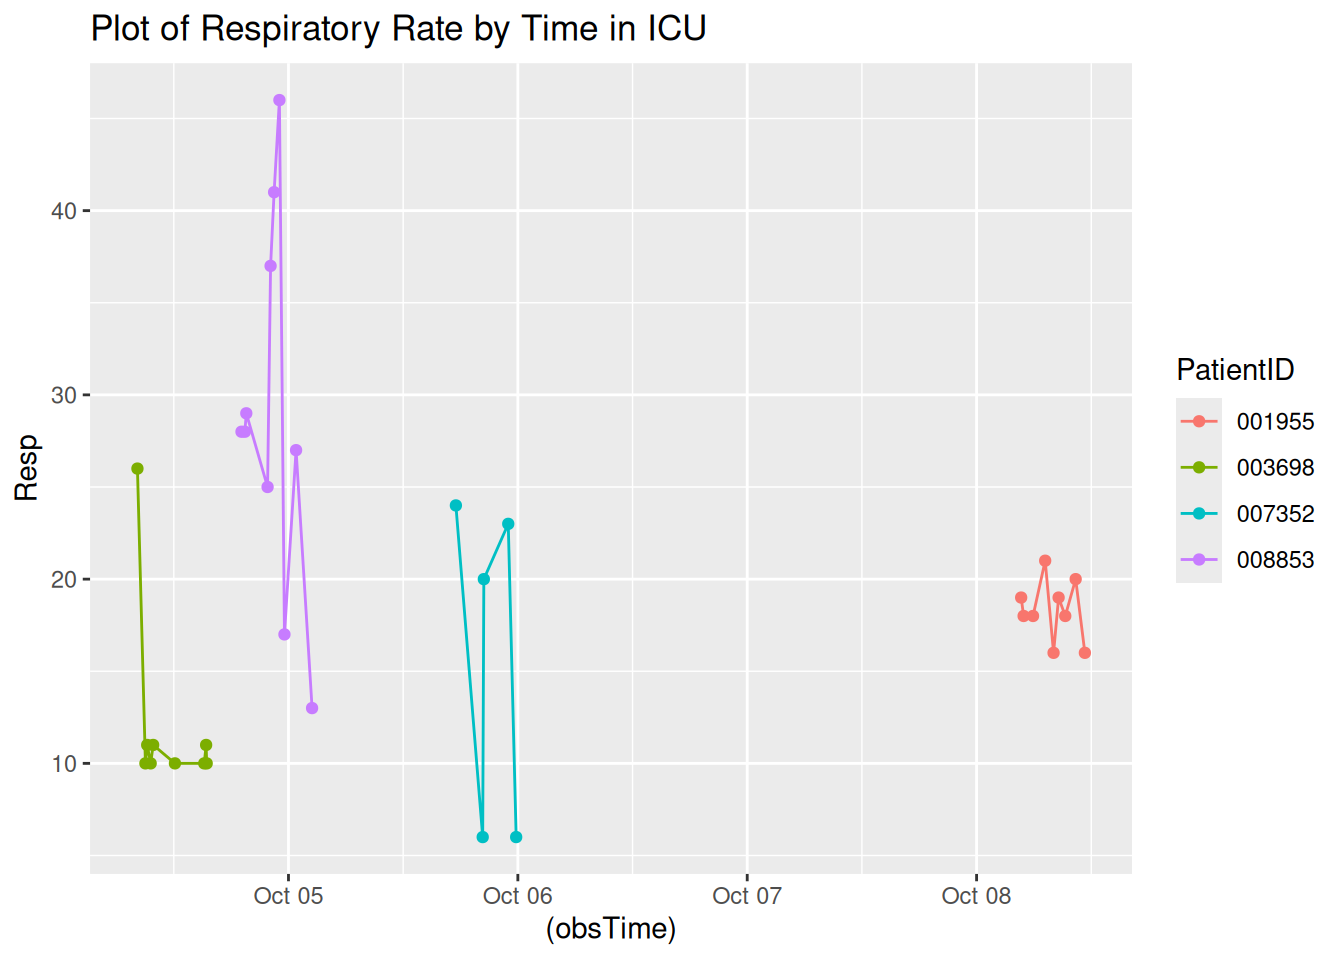 Plot of Respiratory Rate by Time in ICU
Resp
40
30
20
10
Oct 05
Oct 06
Oct 07
Oct 08
(obsTime)
PatientID
001955
003698
007352
008853